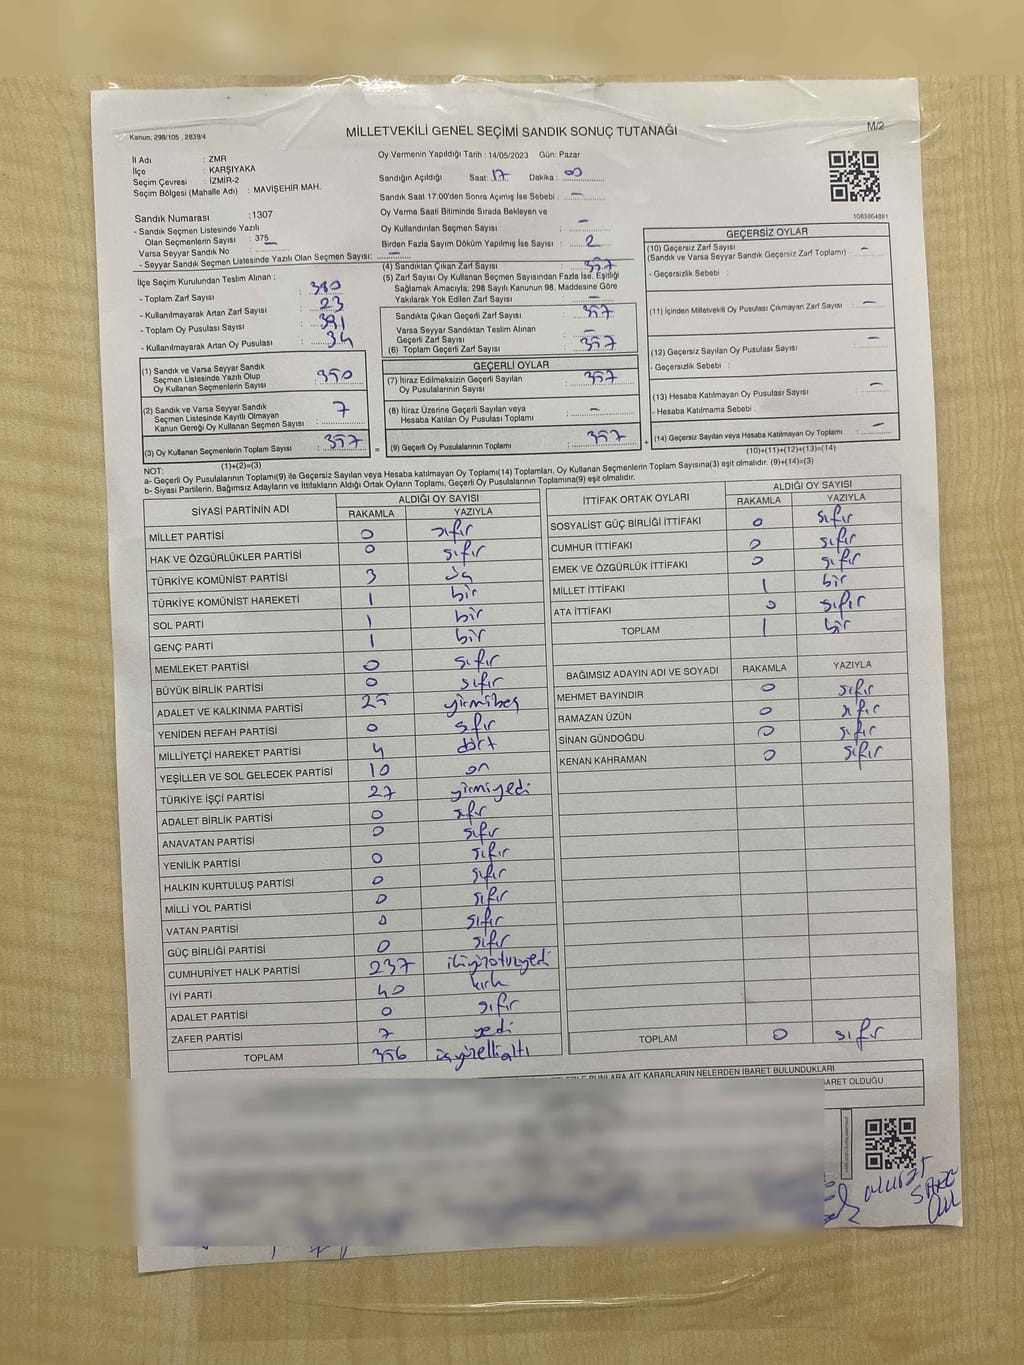 Kanun, 298/105 , 2839/4
MİLLETVEKİLİ GENEL SEÇİMİ SANDIK SONUÇ TUTANAĞI
M/2
İl Adı : ZMR
İlçe : KARŞIYAKA
Seçim Çevresi : İZMİR-2
Seçim Bölgesi (Mahalle Adı) : MAVİŞEHİR MAH.
Sandık Numarası : 1307
- Sandık Seçmen Listesinde Yazılı
Olan Seçmenlerin Sayısı : 375
Varsa Seyyar Sandık No : –
- Seyyar Sandık Seçmen Listesinde Yazılı Olan Seçmen Sayısı:
İlçe Seçim Kurulundan Teslim Alınan :
- Toplam Zarf Sayısı : 380
- Kullanılmayarak Artan Zarf Sayısı : 23
- Toplam Oy Pusulası Sayısı : 391
- Kullanılmayarak Artan Oy Pusulası : 34
(1) Sandık ve Varsa Seyyar Sandık
Seçmen Listesinde Yazılı Olup
Oy Kullanan Seçmenlerin Sayısı : 350
(2) Sandık ve Varsa Seyyar Sandık
Seçmen Listesinde Kayıtlı Olmayan
Kanun Gereği Oy Kullanan Seçmen Sayısı : 7
(3) Oy Kullanan Seçmenlerin Toplam Sayısı : 357
(1)+(2)=(3)
Oy Vermenin Yapıldığı Tarih : 14/05/2023 Gün: Pazar
Sandığın Açıldığı Saat: 17 Dakika : 00
Sandık Saat 17:00'den Sonra Açımış İse Sebebi : –
Oy Verme Saati Bitiminde Sırada Bekleyen ve
Oy Kullandırılan Seçmen Sayısı : –
Birden Fazla Sayım Döküm Yapılmış İse Sayısı : 2
(4) Sandıktan Çıkan Zarf Sayısı : 357
(5) Zarf Sayısı Oy Kullanan Seçmen Sayısından Fazla İse, Eşitliği
Sağlamak Amacıyla; 298 Sayılı Kanunun 98. Maddesine Göre
Yakılarak Yok Edilen Zarf Sayısı : –
Sandıkta Çıkan Geçerli Zarf Sayısı : 357
Varsa Seyyar Sandıktan Teslim Alınan
Geçerli Zarf Sayısı : –
(6) Toplam Geçerli Zarf Sayısı : 357
GEÇERLİ OYLAR
(7) İtiraz Edilmeksizin Geçerli Sayılan
Oy Pusulalarının Sayısı : 357
(8) İtiraz Üzerine Geçerli Sayılan veya
Hesaba Katılan Oy Pusulası Toplamı : –
= (9) Geçerli Oy Pusulalarının Toplamı : 357 +
1083864881
GEÇERSİZ OYLAR
(10) Geçersiz Zarf Sayısı
(Sandık ve Varsa Seyyar Sandık Geçersiz Zarf Toplamı) : –
- Geçersizlik Sebebi :
(11) İçinden Milletvekili Oy Pusulası Çıkmayan Zarf Sayısı : –
(12) Geçersiz Sayılan Oy Pusulası Sayısı : –
- Geçersizlik Sebebi :
(13) Hesaba Katılmayan Oy Pusulası Sayısı : –
- Hesaba Katılmama Sebebi :
(14) Geçersiz Sayılan veya Hesaba Katılmayan Oy Toplamı : –
(10)+(11)+(12)+(13)=(14)
NOT:
a- Geçerli Oy Pusulalarının Toplamı(9) ile Geçersiz Sayılan veya Hesaba katılmayan Oy Toplamı(14) Toplamları, Oy Kullanan Seçmenlerin Toplam Sayısına(3) eşit olmalıdır. (9)+(14)=(3)
b- Siyasi Partilerin, Bağımsız Adayların ve İttifakların Aldığı Ortak Oyların Toplamı, Geçerli Oy Pusulalarının Toplamına(9) eşit olmalıdır.
SİYASİ PARTİNİN ADI ALDIĞI OY SAYISI
RAKAMLA YAZIYLA
MİLLET PARTİSİ 0 sıfır
HAK VE ÖZGÜRLÜKLER PARTİSİ 0 sıfır
TÜRKİYE KOMÜNİST PARTİSİ 3 üç
TÜRKİYE KOMÜNİST HAREKETİ 1 bir
SOL PARTİ 1 bir
GENÇ PARTİ 1 bir
MEMLEKET PARTİSİ 0 sıfır
BÜYÜK BİRLİK PARTİSİ 0 sıfır
ADALET VE KALKINMA PARTİSİ 25 yirmibeş
YENİDEN REFAH PARTİSİ 0 sıfır
MİLLİYETÇİ HAREKET PARTİSİ 4 dört
YEŞİLLER VE SOL GELECEK PARTİSİ 10 on
TÜRKİYE İŞÇİ PARTİSİ 27 yirmiyedi
ADALET BİRLİK PARTİSİ 0 sıfır
ANAVATAN PARTİSİ 0 sıfır
YENİLİK PARTİSİ 0 sıfır
HALKIN KURTULUŞ PARTİSİ 0 sıfır
MİLLİ YOL PARTİSİ 0 sıfır
VATAN PARTİSİ 0 sıfır
GÜÇ BİRLİĞİ PARTİSİ 0 sıfır
CUMHURİYET HALK PARTİSİ 237 ikiyüzotuzyedi
İYİ PARTİ 40 kırk
ADALET PARTİSİ 0 sıfır
ZAFER PARTİSİ 7 yedi
TOPLAM 356 üçyüzellialtı
İTTİFAK ORTAK OYLARI ALDIĞI OY SAYISI
RAKAMLA YAZIYLA
SOSYALİST GÜÇ BİRLİĞİ İTTİFAKI 0 sıfır
CUMHUR İTTİFAKI 0 sıfır
EMEK VE ÖZGÜRLÜK İTTİFAKI 0 sıfır
MİLLET İTTİFAKI 1 bir
ATA İTTİFAKI 0 sıfır
TOPLAM 1 bir
BAĞIMSIZ ADAYIN ADI VE SOYADI RAKAMLA YAZIYLA
MEHMET BAYINDIR 0 sıfır
RAMAZAN ÜZÜN 0 sıfır
SİNAN GÜNDOĞDU 0 sıfır
KENAN KAHRAMAN 0 sıfır
TOPLAM 0 sıfır
BUNLARA AİT KARARLARIN NELERDEN İBARET BULUNDUKLARI
BARET OLDUĞU